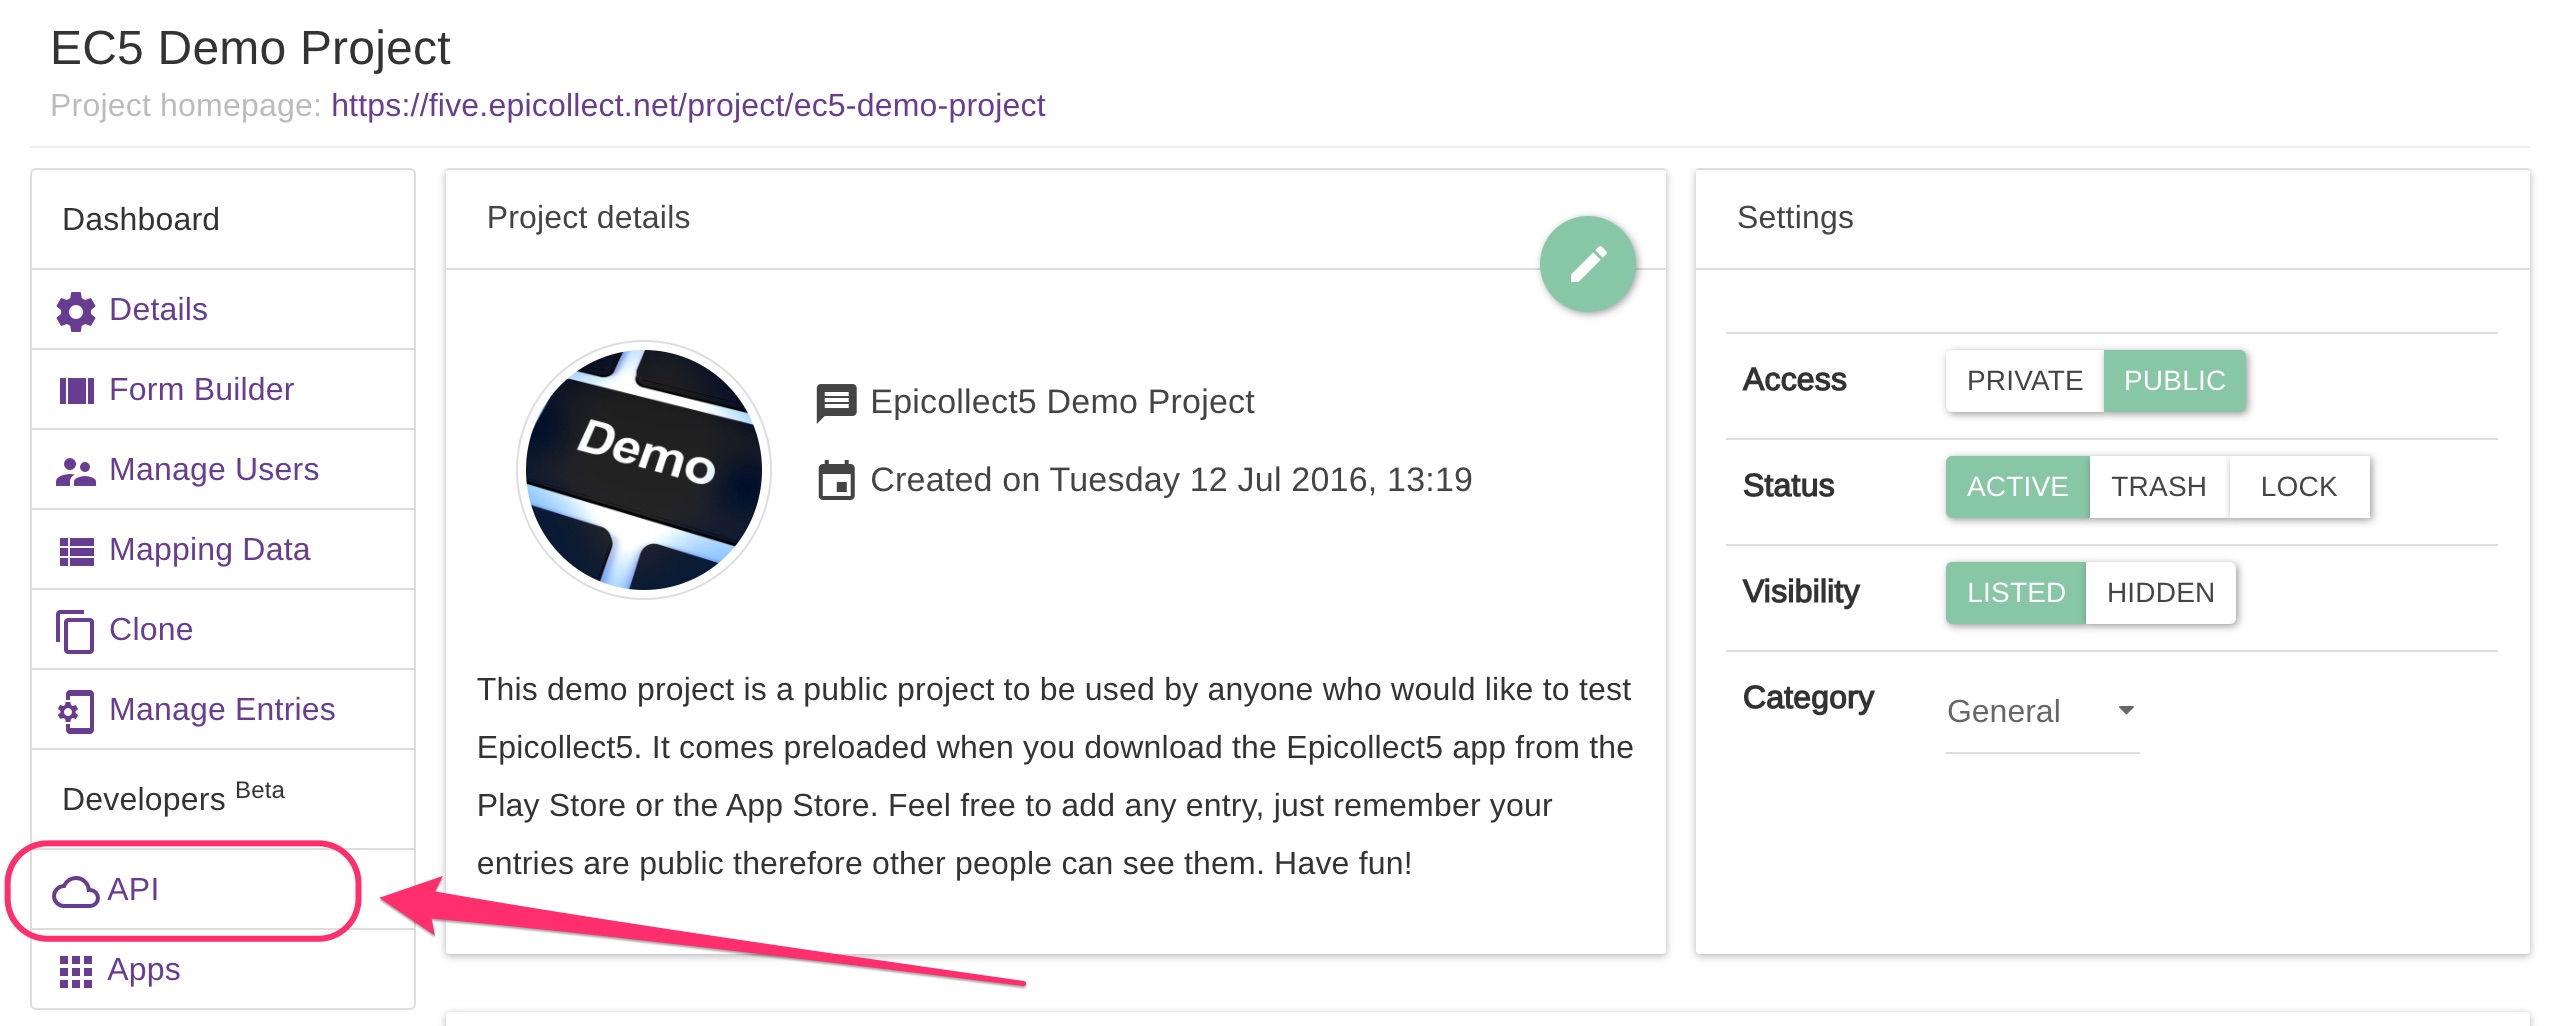 EC5 Demo Project
Project homepage: https://five.epicollect.net/project/ec5-demo-project
Dashboard
Details
Form Builder
Manage Users
Mapping Data
Clone
Manage Entries
Developers Beta
API
Apps
Project details
Demo
Epicollect5 Demo Project
Created on Tuesday 12 Jul 2016, 13:19
This demo project is a public project to be used by anyone who would like to test
Epicollect5. It comes preloaded when you download the Epicollect5 app from the
Play Store or the App Store. Feel free to add any entry, just remember your
entries are public therefore other people can see them. Have fun!
Settings
Access PRIVATE PUBLIC
Status ACTIVE TRASH LOCK
Visibility LISTED HIDDEN
Category General